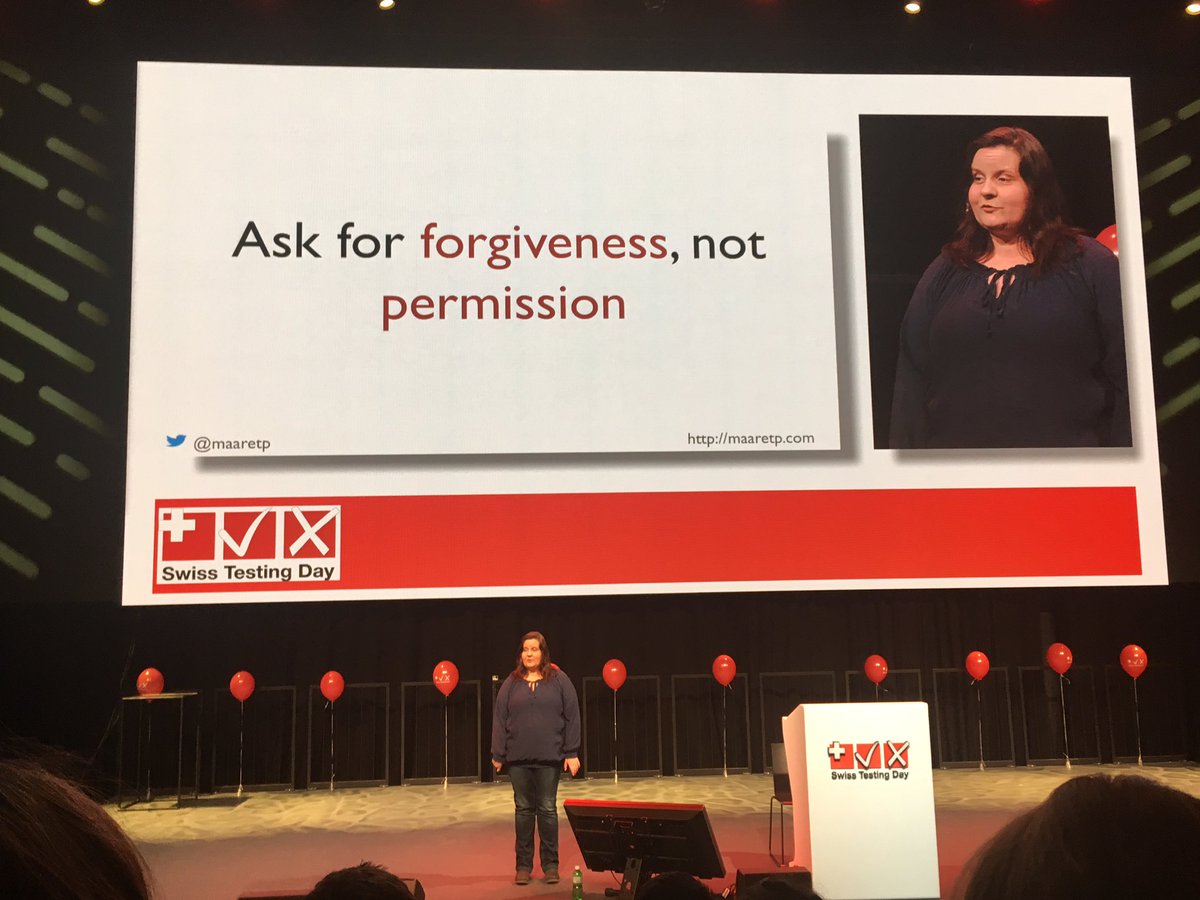 Ask for forgiveness, not
permission
@maaretp
http://maaretp.com
Swiss Testing Day
Swiss Testing Day